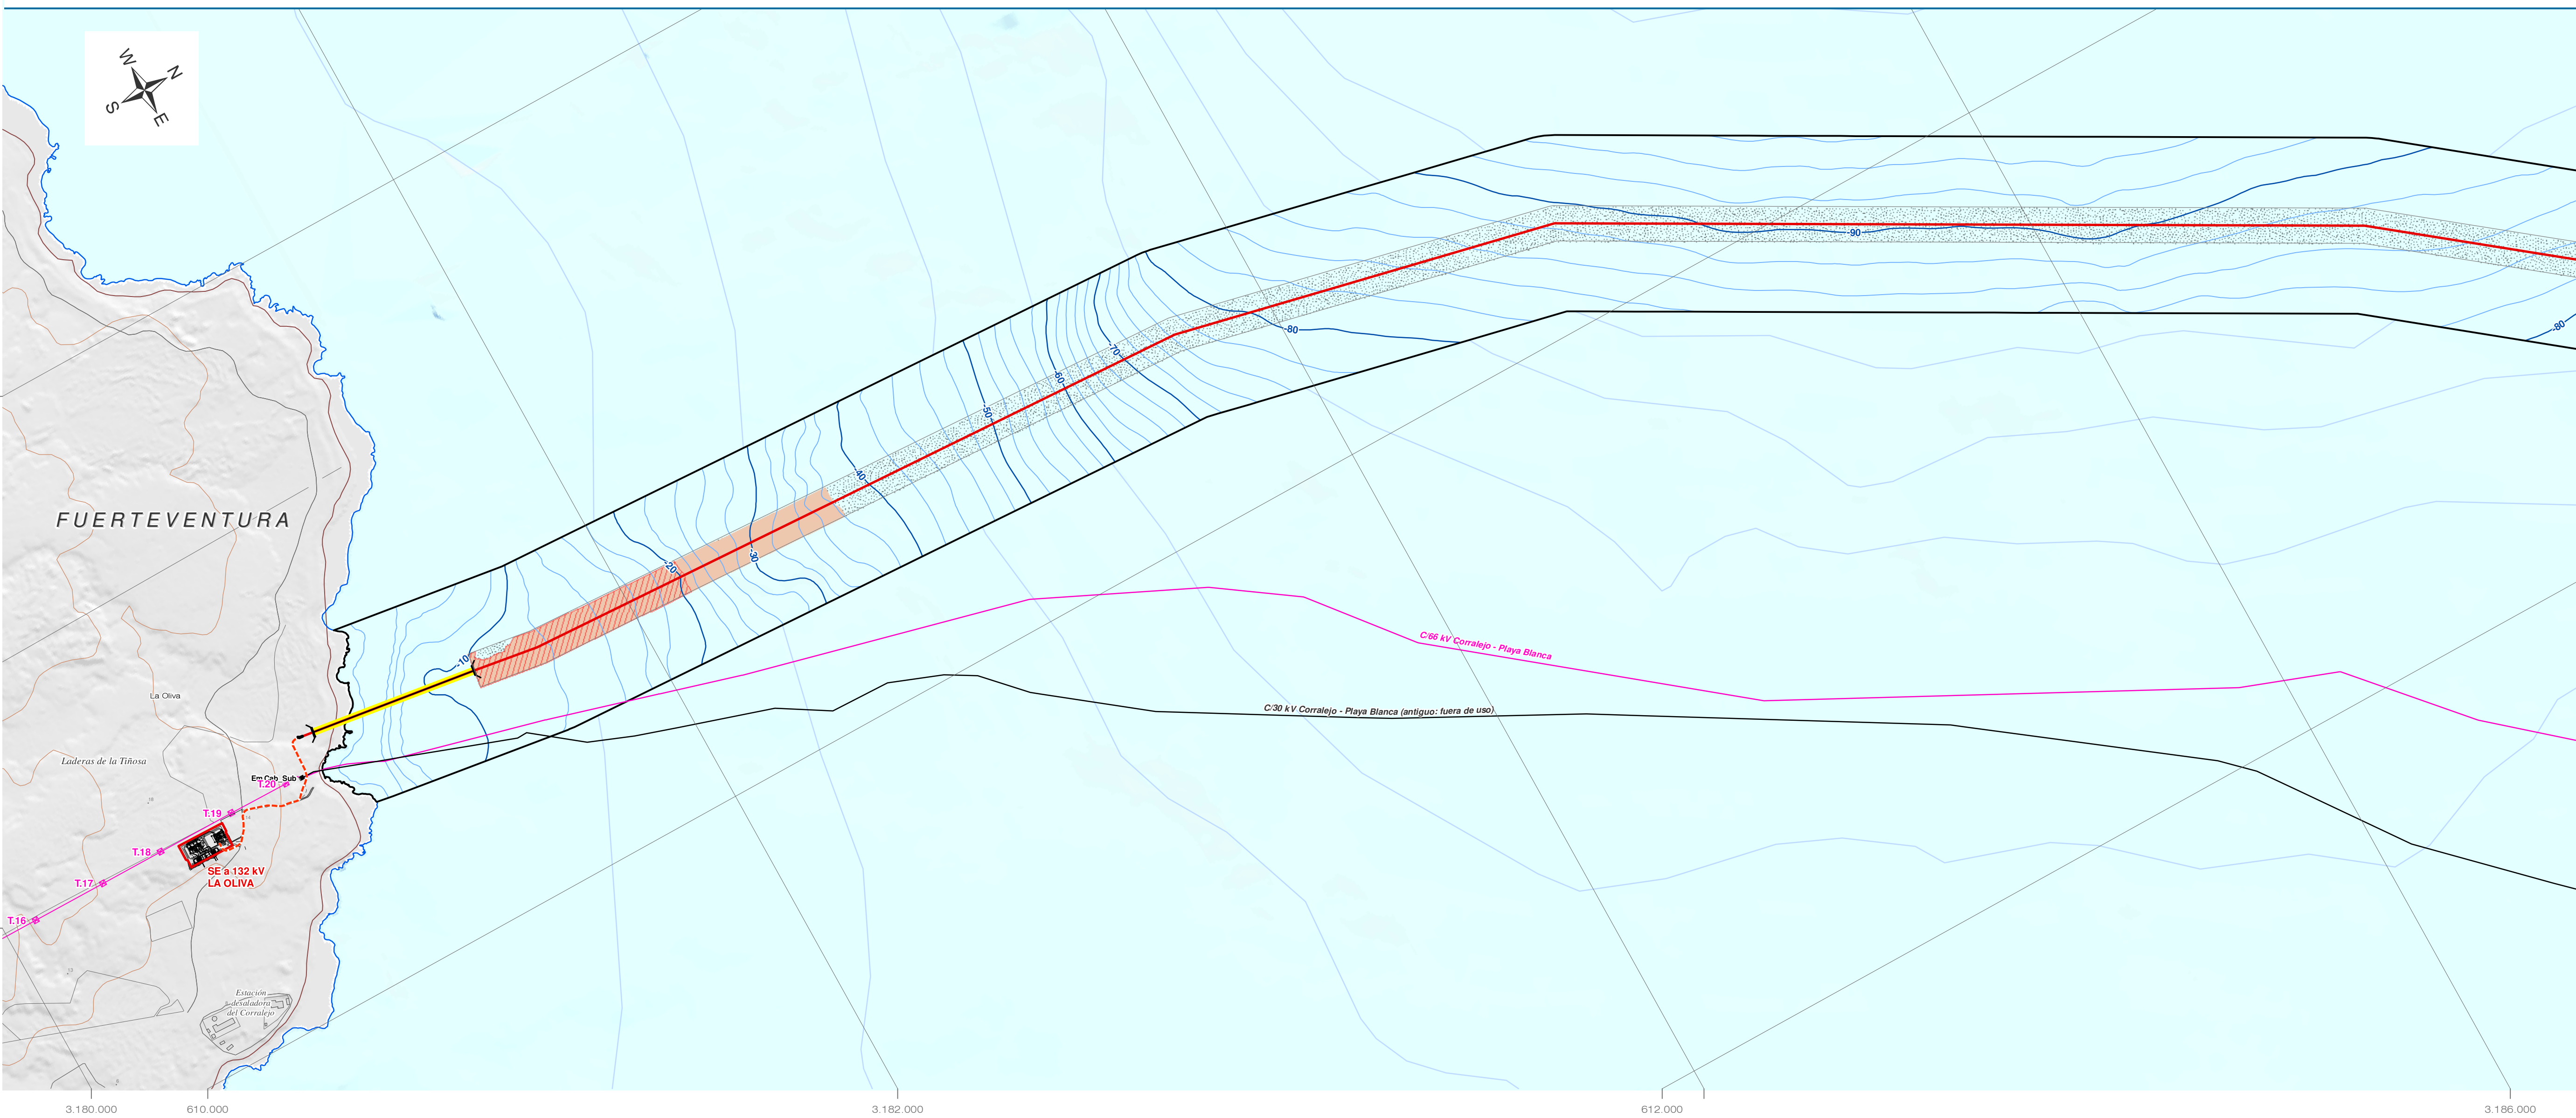 W
N
S
E
-90
-80
-80
-70
-60
-50
FUERTEVENTURA
-40
-30
-20
C/66 kV Corralejo - Playa Blanca
-10
La Oliva
C/30 kV Corralejo - Playa Blanca (antiguo: fuera de uso)
Laderas de la Tiñosa
Em.Cab. Sub
T.20
T.19
T.18
SE a 132 kV
LA OLIVA
T.17
T.16
Estación
desaladora
del Corralejo
3.180.000
610.000
3.182.000
612.000
3.186.000